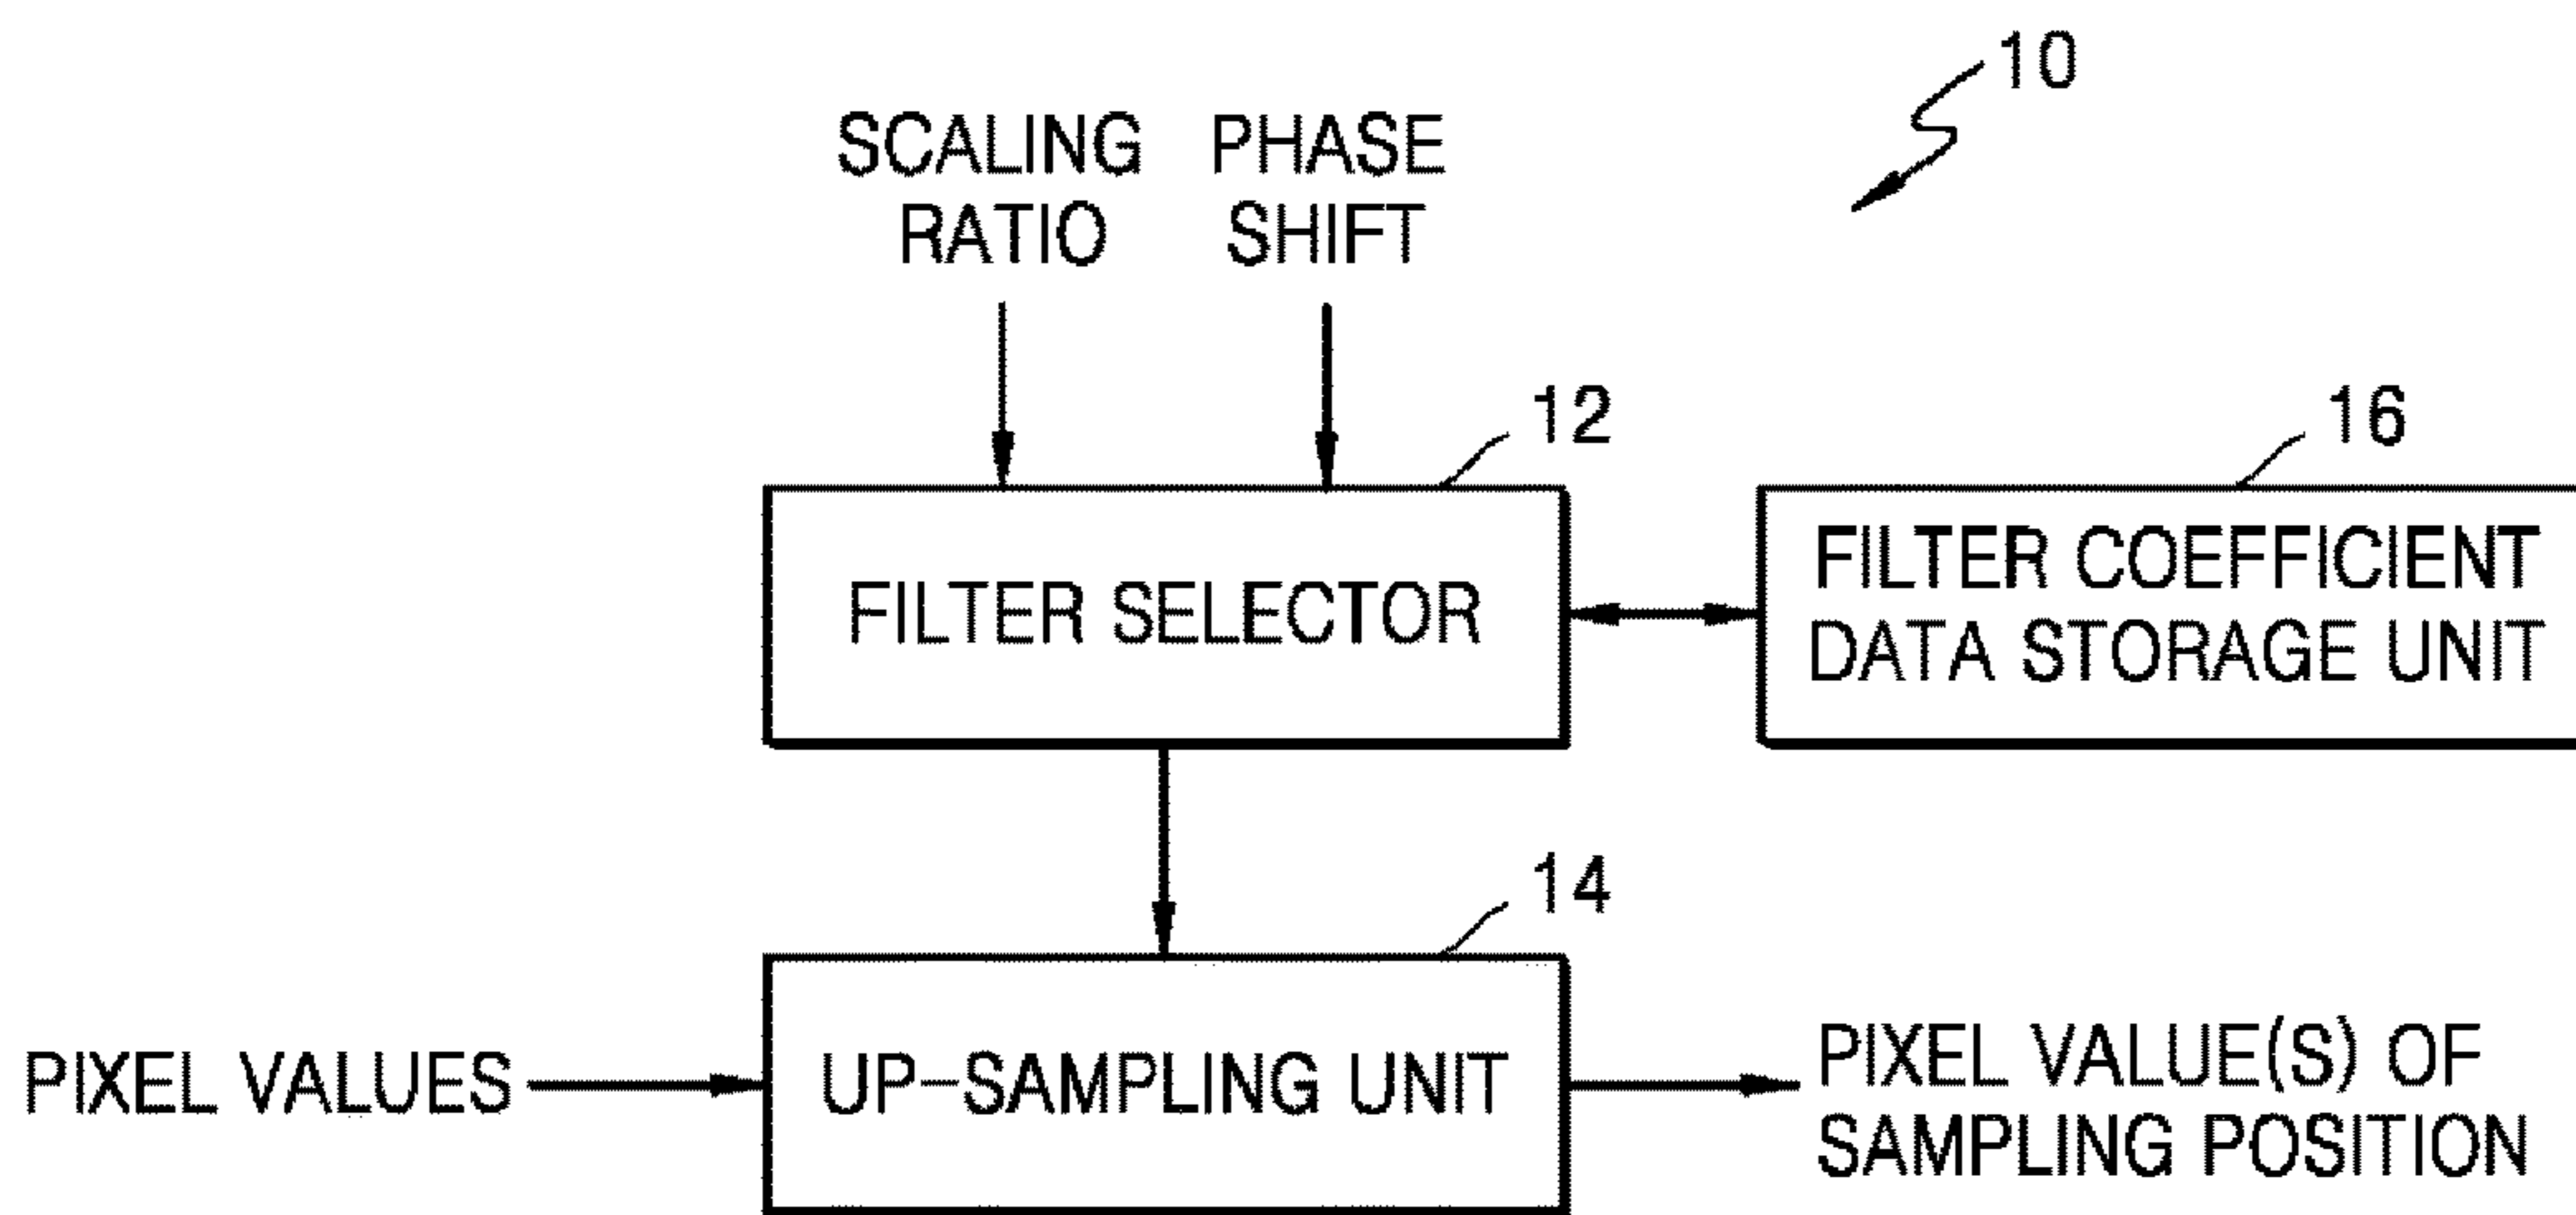 10
SCALING
RATIO
PHASE
SHIFT
12
16
FILTER SELECTOR
FILTER COEFFICIENT
DATA STORAGE UNIT
14
PIXEL VALUES
UP-SAMPLING UNIT
PIXEL VALUE(S) OF
SAMPLING POSITION